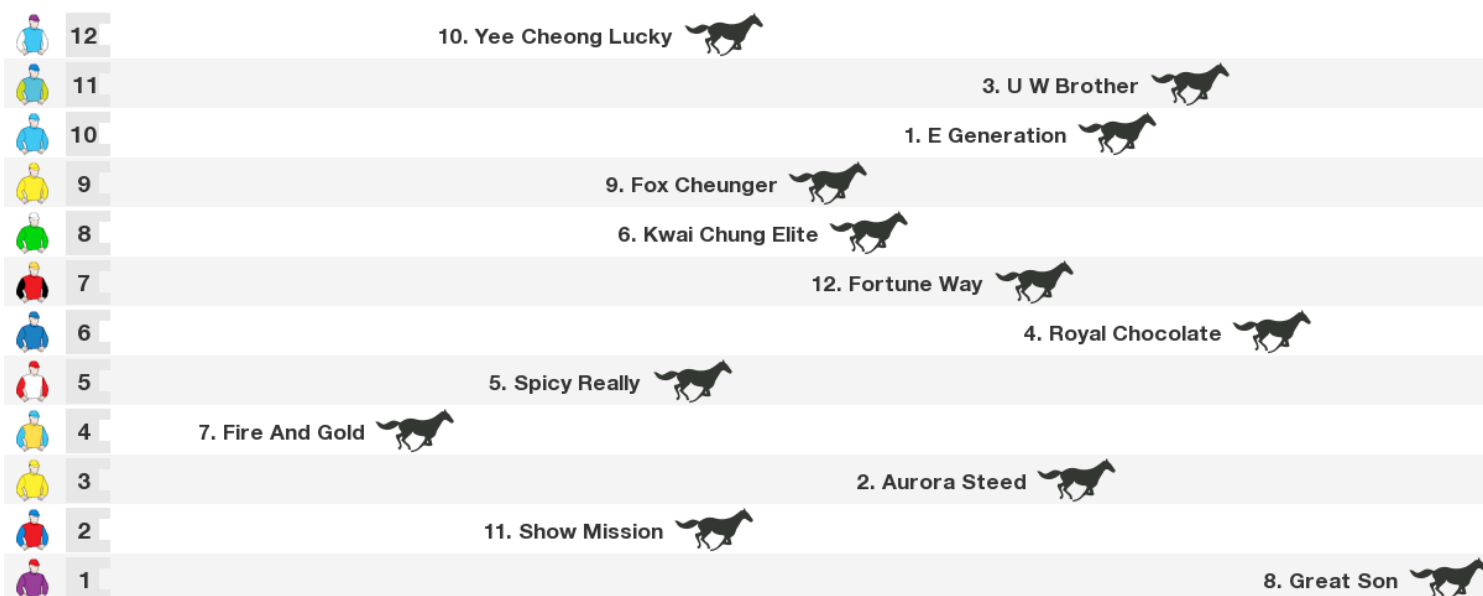 12 10. Yee Cheong Lucky
11 3. U W Brother
10 1. E Generation
9 9. Fox Cheunger
8 6. Kwai Chung Elite
7 12. Fortune Way
6 4. Royal Chocolate
5 5. Spicy Really
4 7. Fire And Gold
3 2. Aurora Steed
2 11. Show Mission
1 8. Great Son